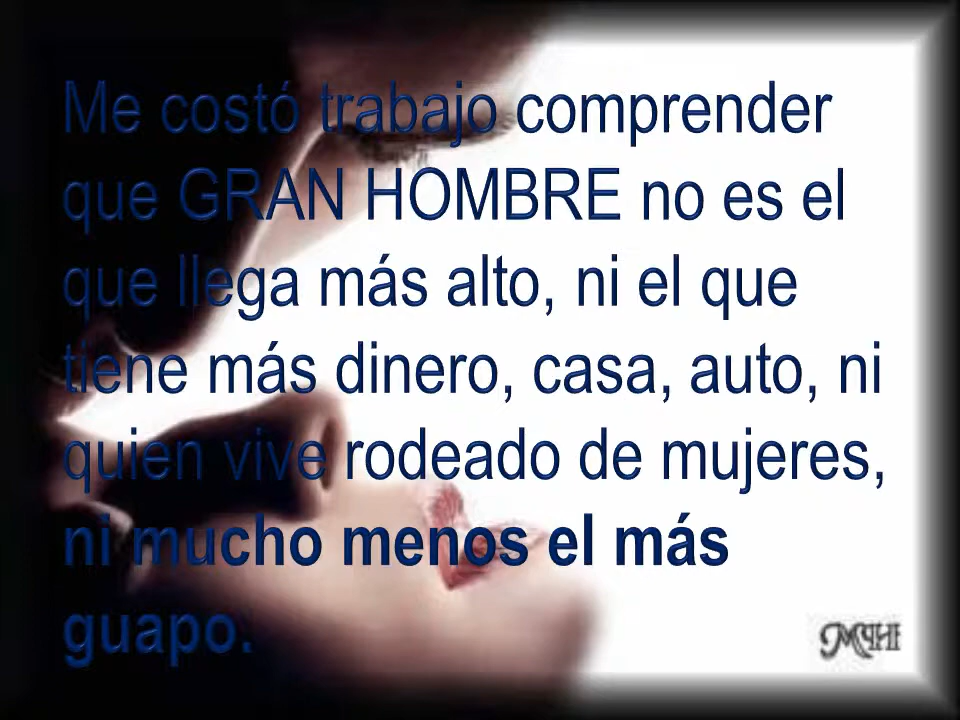 Me costó trabajo comprender
que GRAN HOMBRE no es el
que llega más alto, ni el que
tiene más dinero, casa, auto, ni
quien vive rodeado de mujeres,
ni mucho menos el más
guapo.
MPH